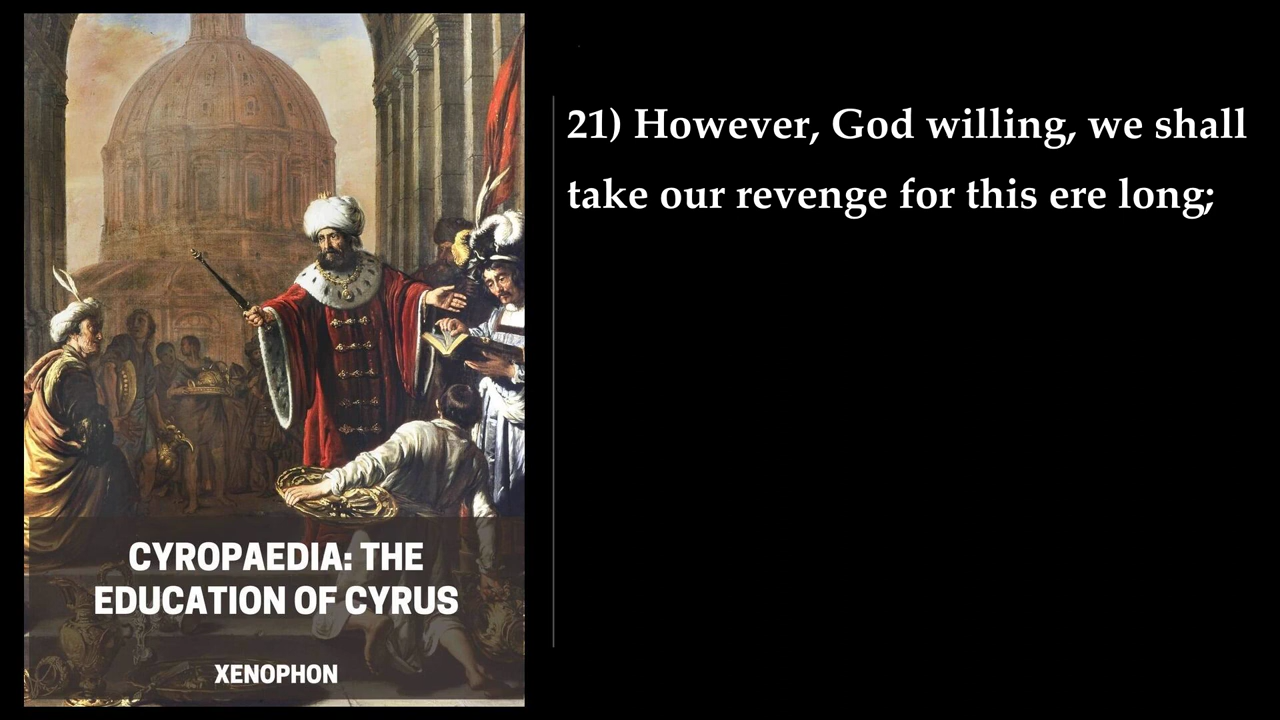 21) However, God willing, we shall
take our revenge for this ere long;
CYROPAEDIA: THE
EDUCATION OF CYRUS
XENOPHON